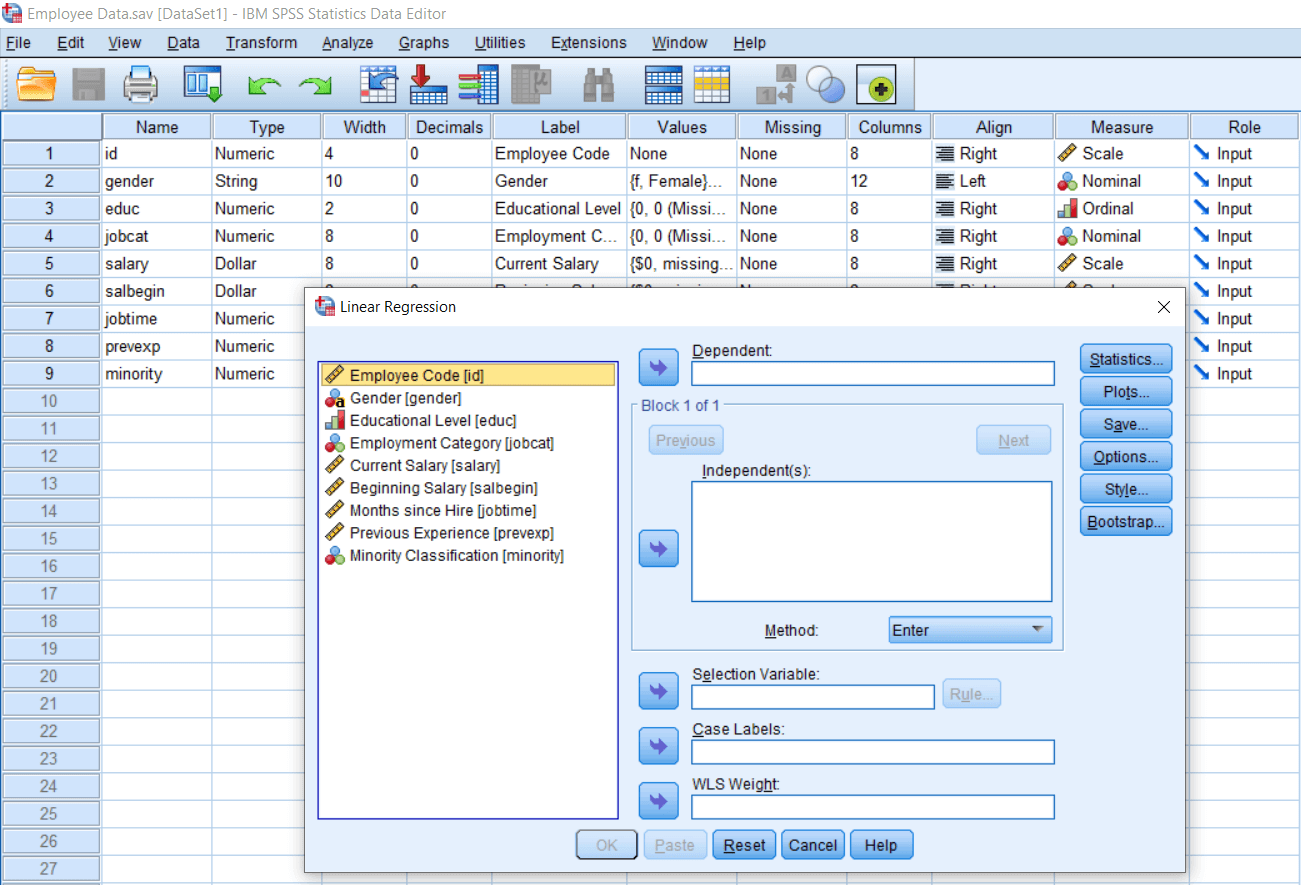 Employee Data.sav [DataSet1] - IBM SPSS Statistics Data Editor
File Edit View Data Transform Analyze Graphs Utilities Extensions Window Help
Name Type Width Decimals Label Values Missing Columns Align Measure Role
1 id Numeric 4 0 Employee Code None None 8 Right Scale Input
2 gender String 10 0 Gender {f, Female}... None 12 Left Nominal Input
3 educ Numeric 2 0 Educational Level {0, 0 (Missi... None 8 Right Ordinal Input
4 jobcat Numeric 8 0 Employment C... {0, 0 (Missi... None 8 Right Nominal Input
5 salary Dollar 8 0 Current Salary {$0, missing... None 8 Right Scale Input
6 salbegin Dollar Input
7 jobtime Numeric Input
8 prevexp Numeric Input
9 minority Numeric Input
10
11
12
13
14
15
16
17
18
19
20
21
22
23
24
25
26
27
Linear Regression
Employee Code [id]
Gender [gender]
Educational Level [educ]
Employment Category [jobcat]
Current Salary [salary]
Beginning Salary [salbegin]
Months since Hire [jobtime]
Previous Experience [prevexp]
Minority Classification [minority]
Dependent:
Block 1 of 1
Previous Next
Independent(s):
Method: Enter
Selection Variable:
Rule...
Case Labels:
WLS Weight:
Statistics...
Plots...
Save...
Options...
Style...
Bootstrap...
OK Paste Reset Cancel Help